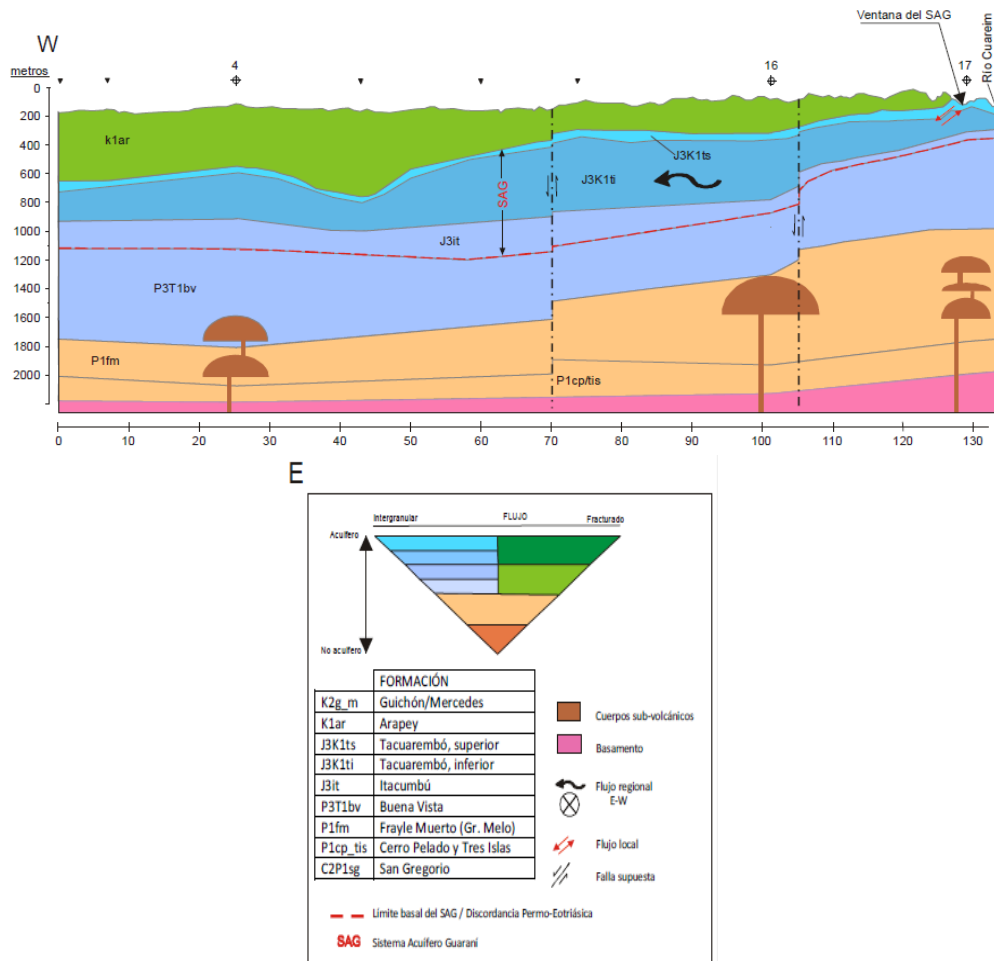 Ventana del SAG
Río Cuareim
W
metros
4
16
17
0
200
400
600
800
1000
1200
1400
1600
1800
2000
k1ar
J3K1ts
J3K1ti
SAG
J3it
P3T1bv
P1fm
P1cp/tis
0 10 20 30 40 50 60 70 80 90 100 110 120 130
E
Intergranular FLUJO Fracturado
Acuífero
No acuífero
FORMACIÓN
K2g_m Guichón/Mercedes
K1ar Arapey
J3K1ts Tacuarembó, superior
J3K1ti Tacuarembó, inferior
J3it Itacumbú
P3T1bv Buena Vista
P1fm Frayle Muerto (Gr. Melo)
P1cp_tis Cerro Pelado y Tres Islas
C2P1sg San Gregorio
Cuerpos sub-volcánicos
Basamento
Flujo regional
E-W
Flujo local
Falla supuesta
Límite basal del SAG / Discordancia Permo-Eotriásica
SAG Sistema Acuífero Guaraní